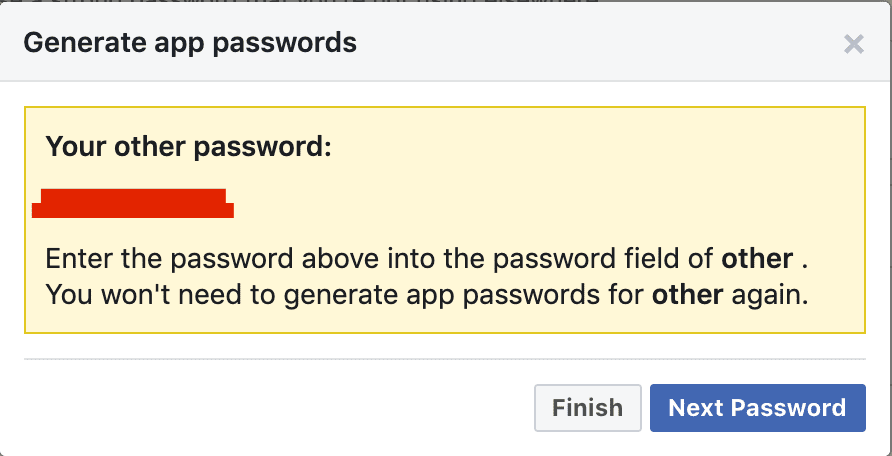 Generate app passwords
×
Your other password:
Enter the password above into the password field of other .
You won't need to generate app passwords for other again.
Finish
Next Password